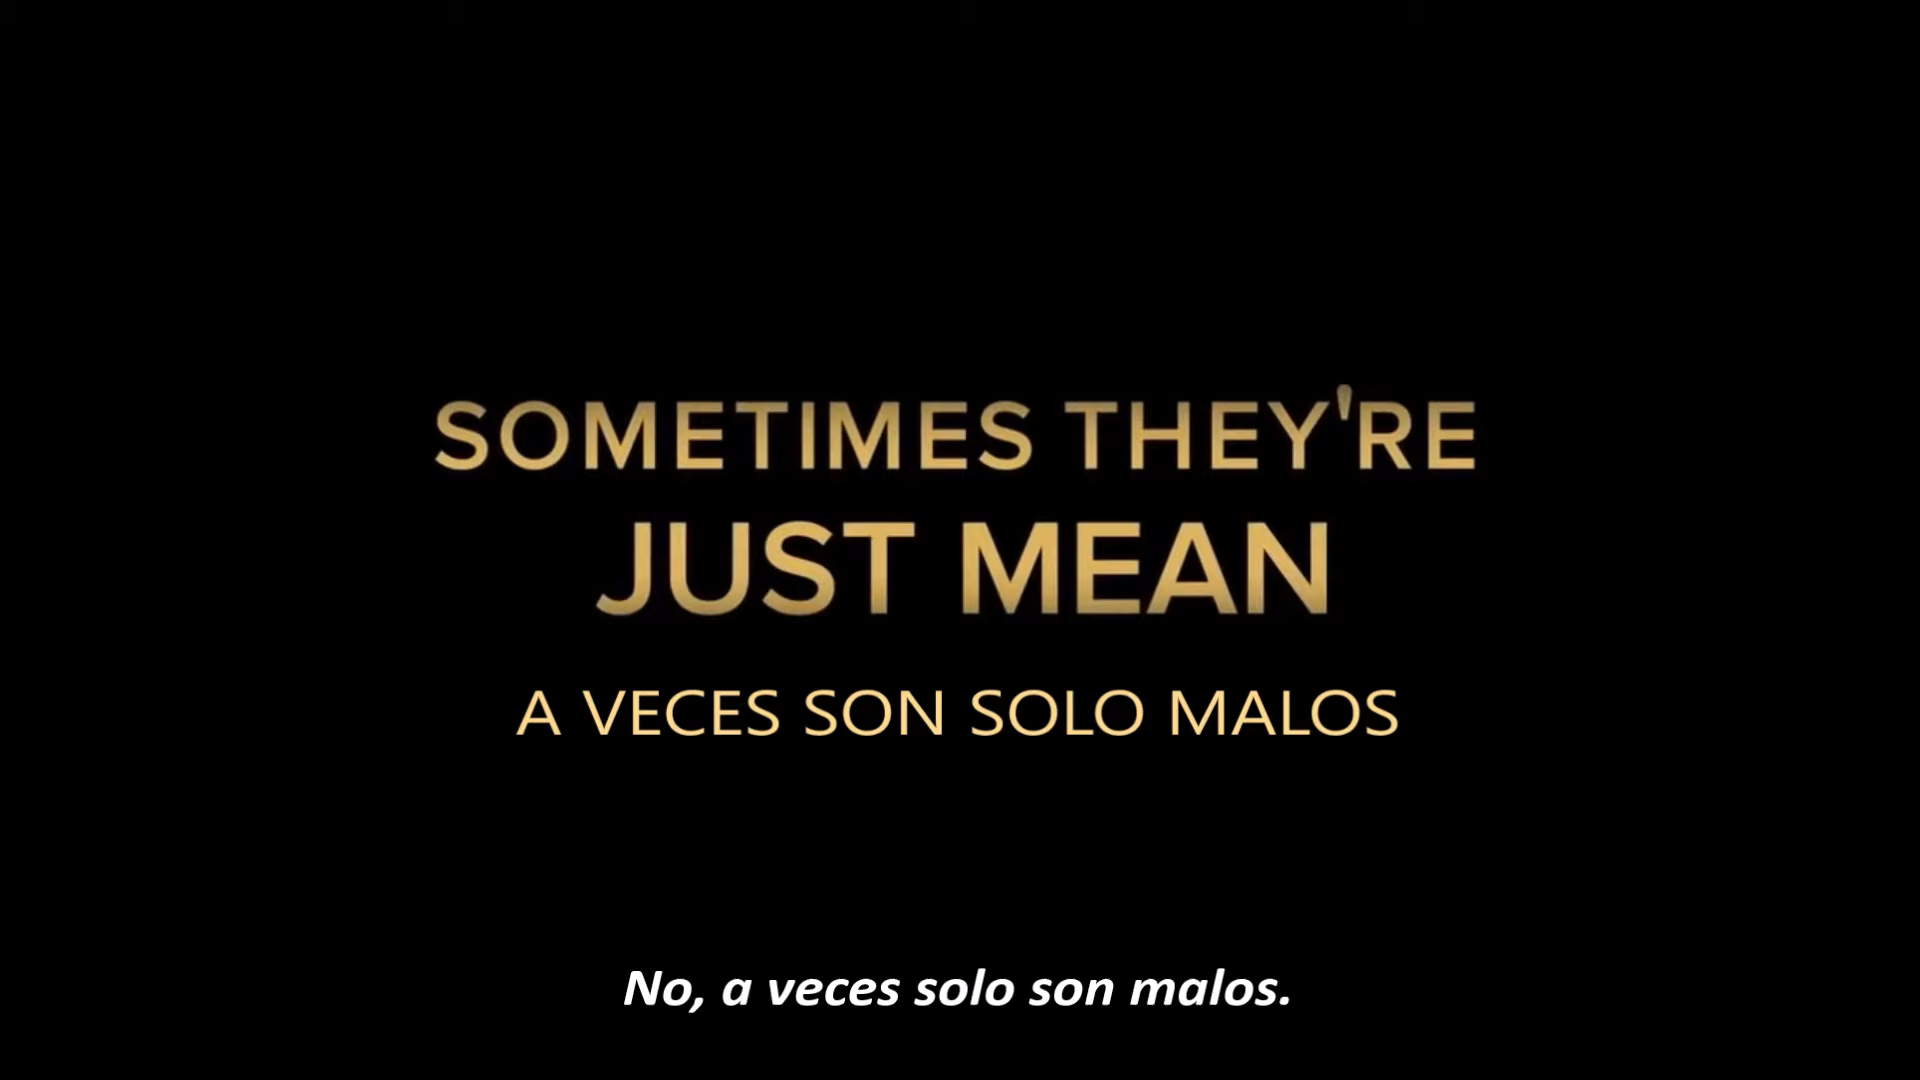 SOMETIMES THEY'RE
JUST MEAN
A VECES SON SOLO MALOS
No, a veces solo son malos.